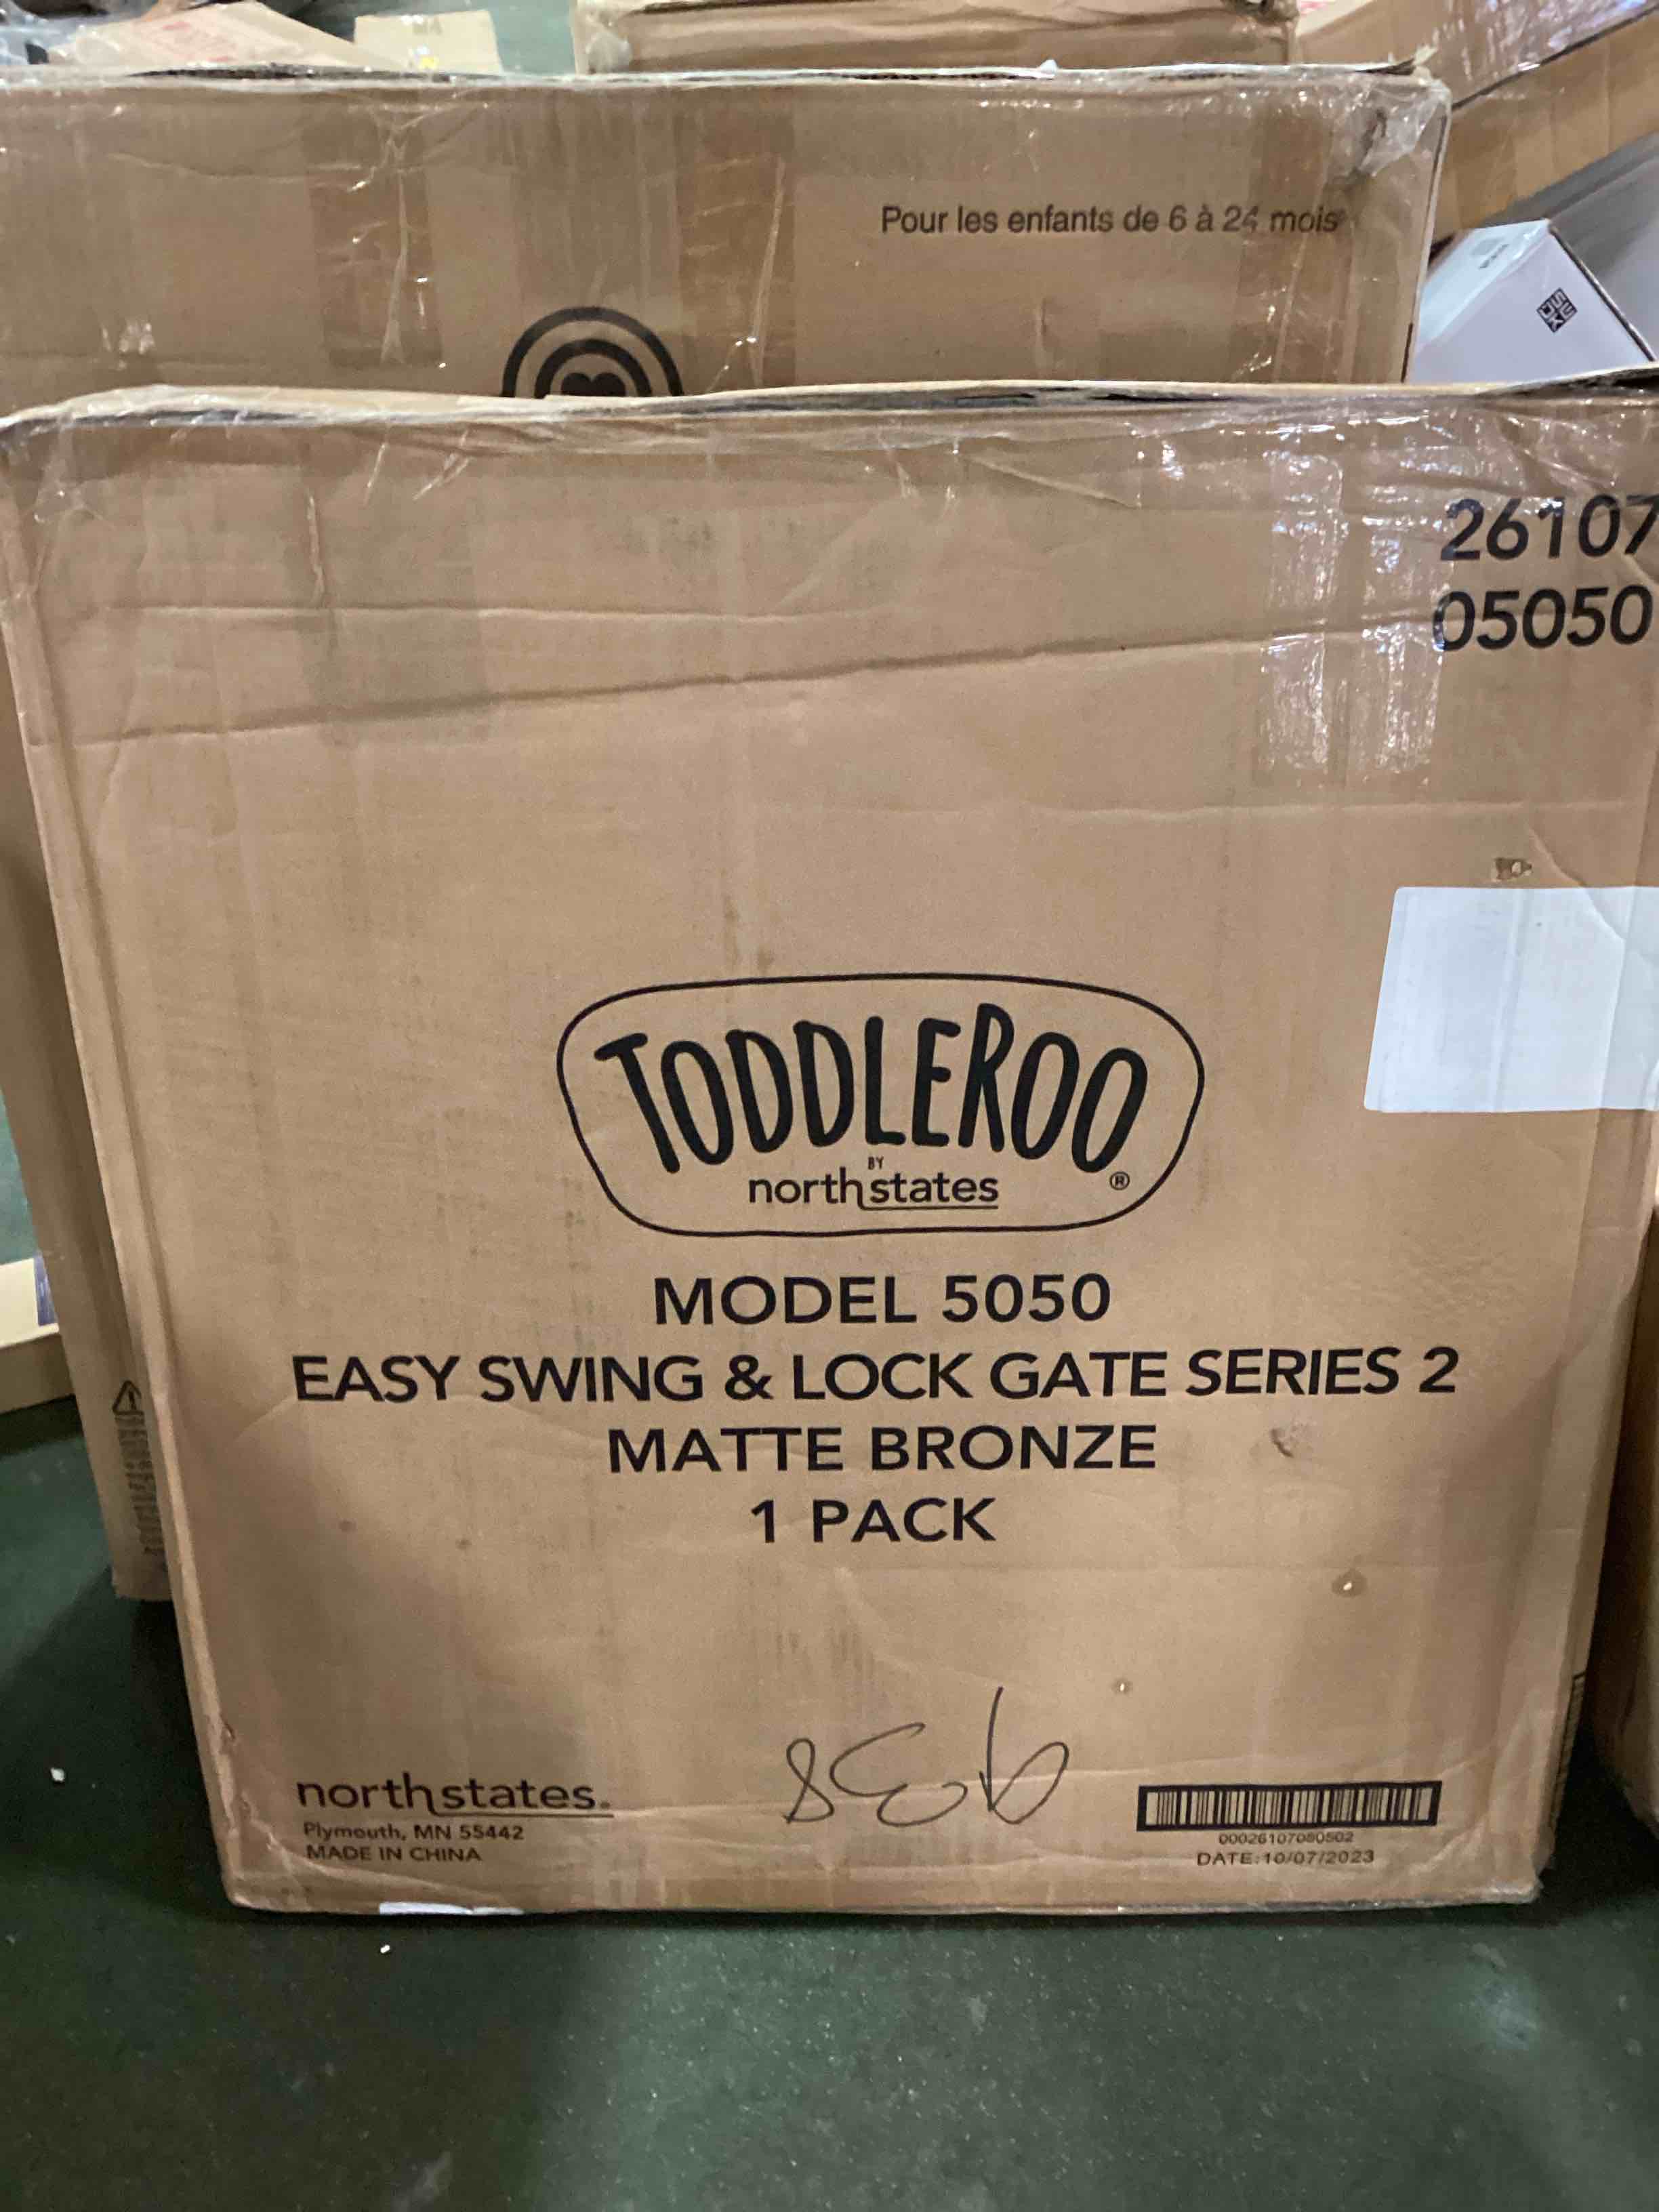 Pour les enfants de 6 à 24 mois
26107
05050
TODDLEROO
BY
northstates
®
MODEL 5050
EASY SWING & LOCK GATE SERIES 2
MATTE BRONZE
1 PACK
northstates.
Plymouth, MN 55442
MADE IN CHINA
DATE:10/07/2023